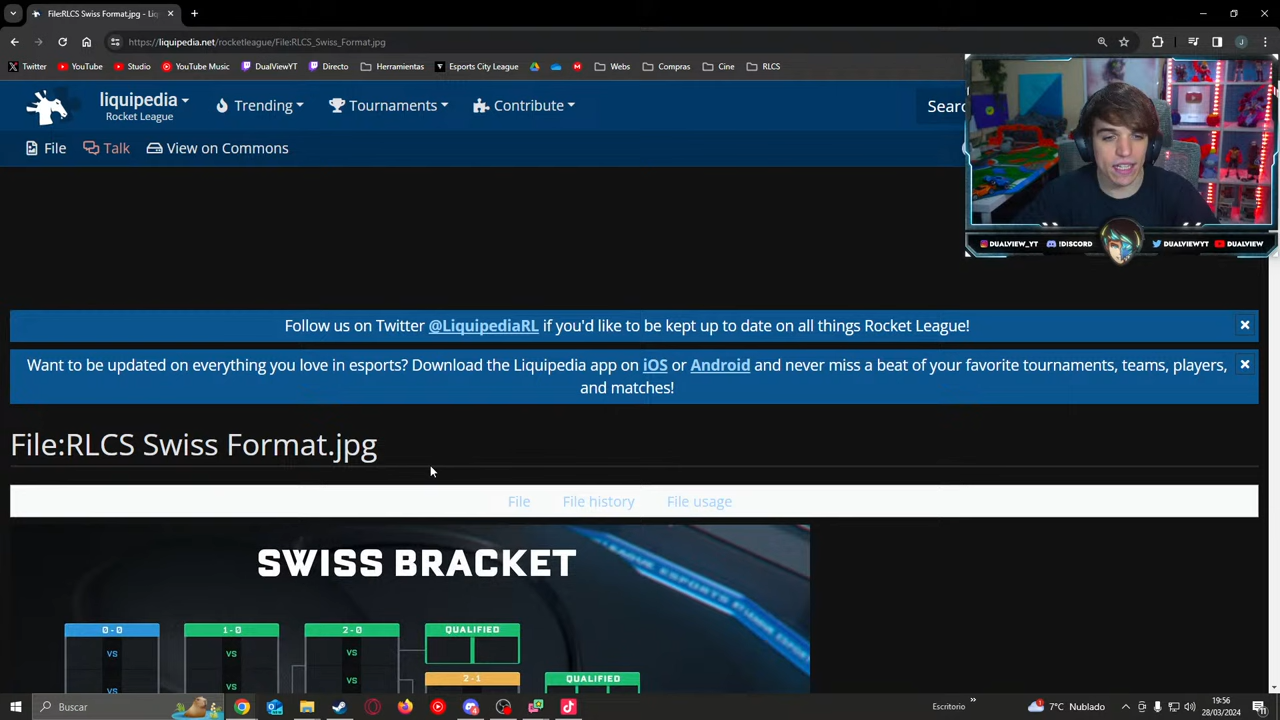 File:RLCS Swiss Format.jpg - Li
https://liquipedia.net/rocketleague/File:RLCS_Swiss_Format.jpg
Twitter YouTube Studio YouTube Music DualViewYT Directo Herramientas Esports City League Webs Compras Cine RLCS
liquipedia
Rocket League
Trending Tournaments Contribute
File Talk View on Commons
DUALVIEW_YT !DISCORD DUALVIEWYT DUALVIEW
Follow us on Twitter @LiquipediaRL if you'd like to be kept up to date on all things Rocket League!
Want to be updated on everything you love in esports? Download the Liquipedia app on iOS or Android and never miss a beat of your favorite tournaments, teams, players,
and matches!
File:RLCS Swiss Format.jpg
File File history File usage
SWISS BRACKET
0-0 1-0 2-0 QUALIFIED
VS VS VS
2-1 QUALIFIED
VS VS VS
Buscar
Escritorio
7°C Nublado
19:56
28/03/2024